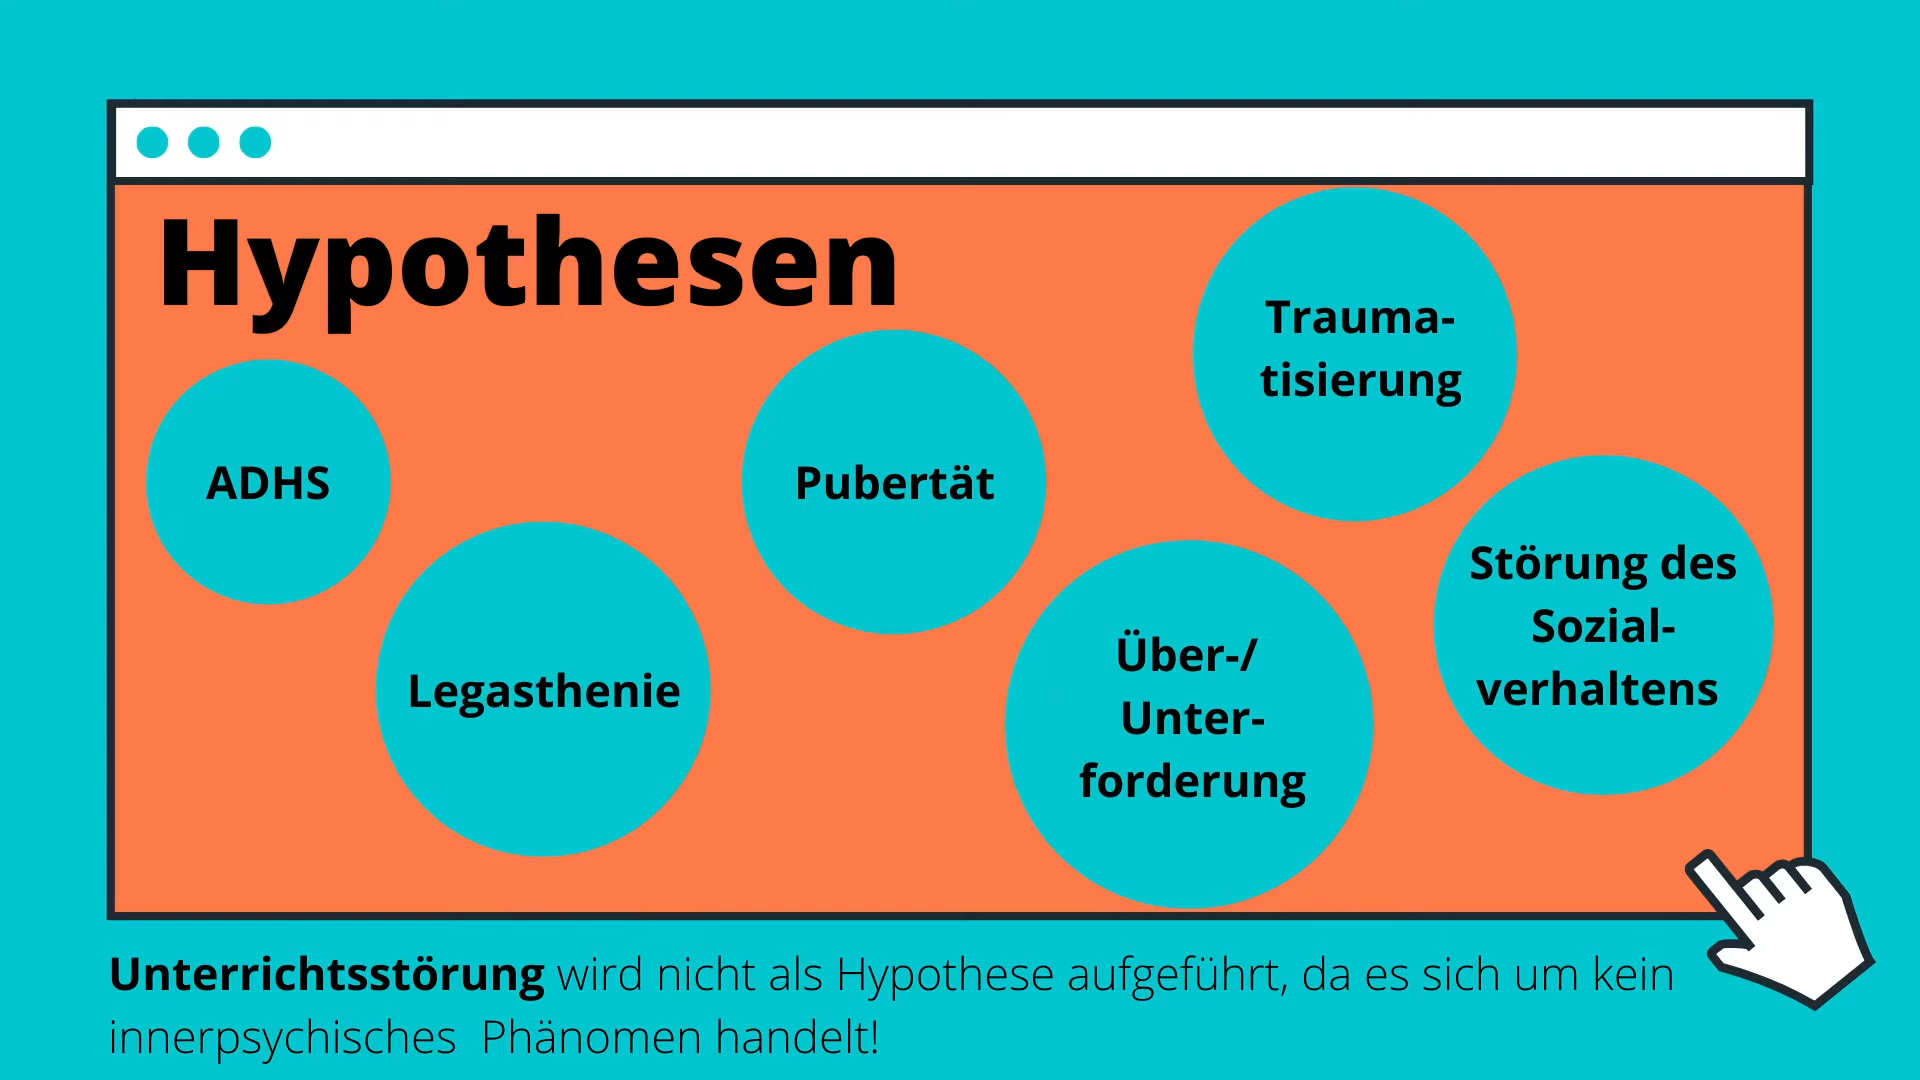 Hypothesen
ADHS
Legasthenie
Pubertät
Über-/
Unter-
forderung
Trauma-
tisierung
Störung des
Sozial-
verhaltens
Unterrichtsstörung wird nicht als Hypothese aufgeführt, da es sich um kein
innerpsychisches  Phänomen handelt!